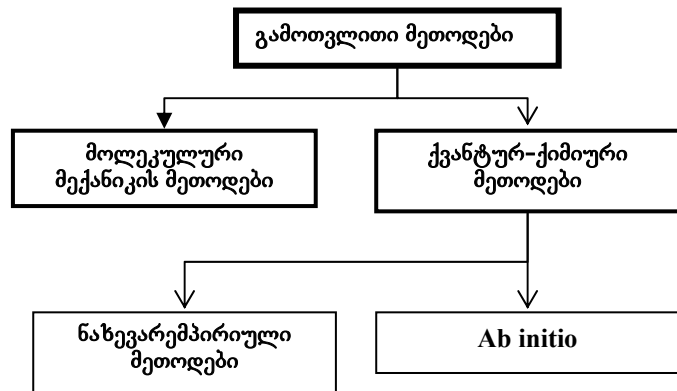 გამოთვლითი მეთოდები
მოლეკულური
მექანიკის მეთოდები
ქვანტურ-ქიმიური
მეთოდები
ნახევარემპირიული
მეთოდები
Ab initio